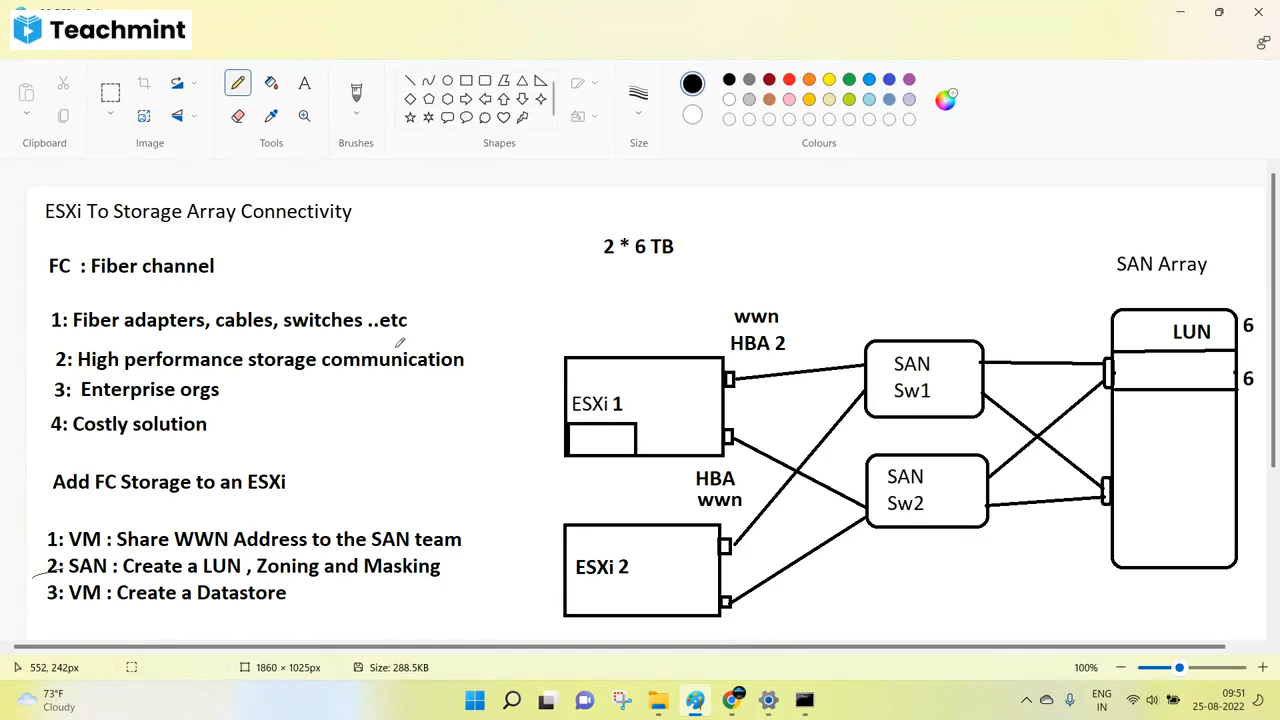 Teachmint
Clipboard
Image
Tools
Brushes
Shapes
Size
Colours
ESXi To Storage Array Connectivity
2 * 6 TB
FC : Fiber channel
SAN Array
1: Fiber adapters, cables, switches ..etc
wwn
HBA 2
LUN
6
2: High performance storage communication
SAN
Sw1
6
3: Enterprise orgs
ESXi 1
4: Costly solution
HBA
wwn
SAN
Sw2
Add FC Storage to an ESXi
1: VM : Share WWN Address to the SAN team
2: SAN : Create a LUN , Zoning and Masking
ESXi 2
3: VM : Create a Datastore
552, 242px
1860 × 1025px
Size: 288.5KB
100%
73°F
Cloudy
ENG
IN
09:51
25-08-2022